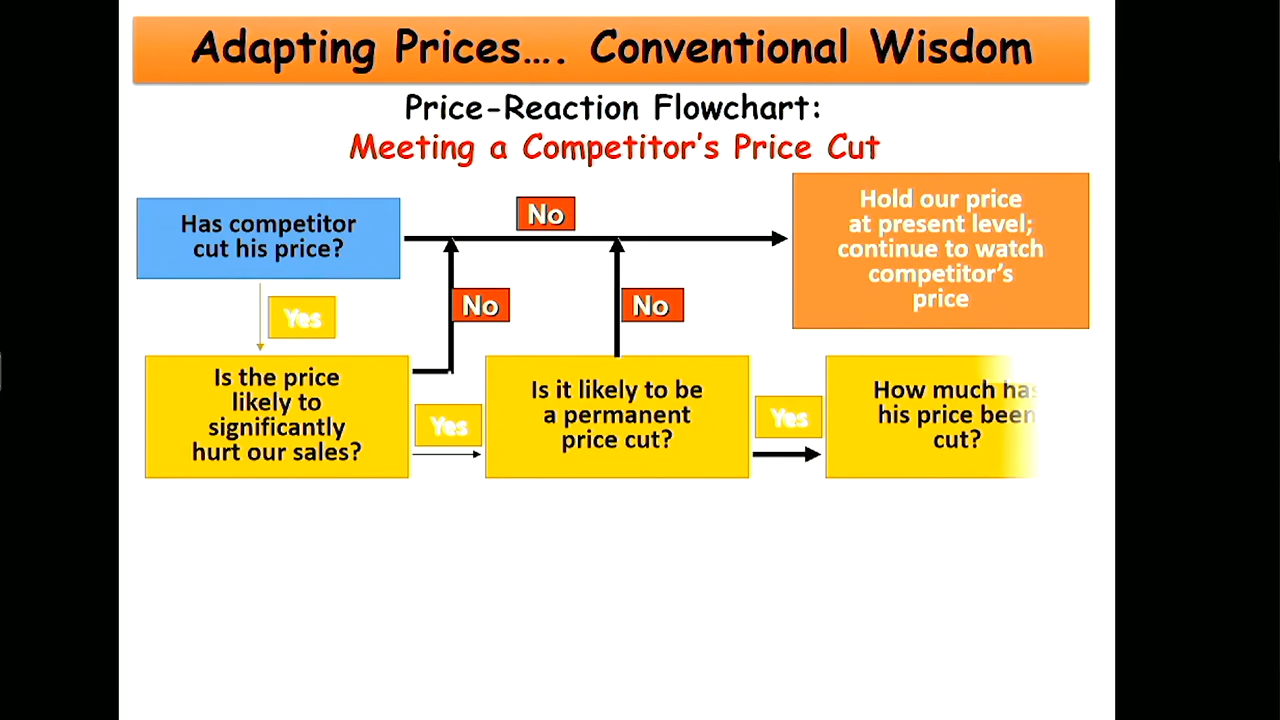 Adapting Prices…. Conventional Wisdom
Price-Reaction Flowchart:
Meeting a Competitor's Price Cut
Has competitor
cut his price?
No
Hold our price
at present level;
continue to watch
competitor's
price
Yes
No
No
Is the price
likely to
significantly
hurt our sales?
Yes
Is it likely to be
a permanent
price cut?
Yes
How much has
his price been
cut?